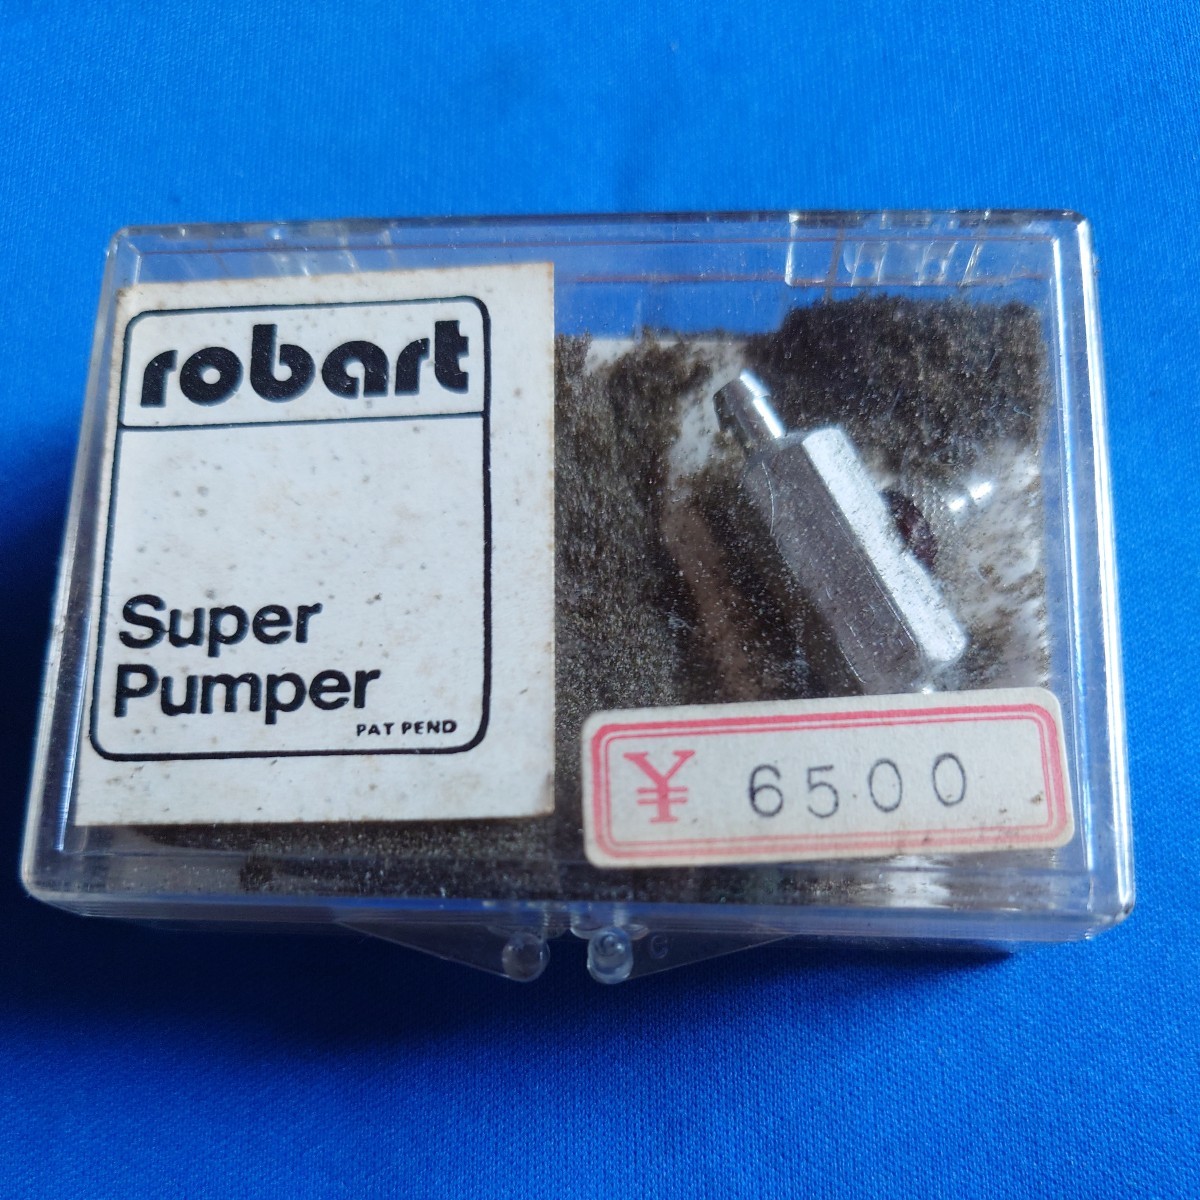 robart
Super
Pumper
PAT PEND
¥ 6500